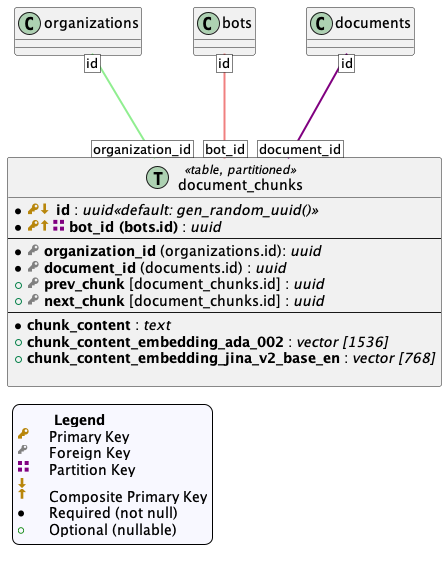 C organizations
C bots
C documents
id
id
id
organization_id
bot_id
document_id
T
«table, partitioned»
document_chunks
id : uuid«default: gen_random_uuid()»
bot_id (bots.id) : uuid
organization_id (organizations.id): uuid
document_id (documents.id) : uuid
prev_chunk [document_chunks.id] : uuid
next_chunk [document_chunks.id] : uuid
chunk_content : text
chunk_content_embedding_ada_002 : vector [1536]
chunk_content_embedding_jina_v2_base_en : vector [768]
Legend
Primary Key
Foreign Key
Partition Key
Composite Primary Key
Required (not null)
Optional (nullable)